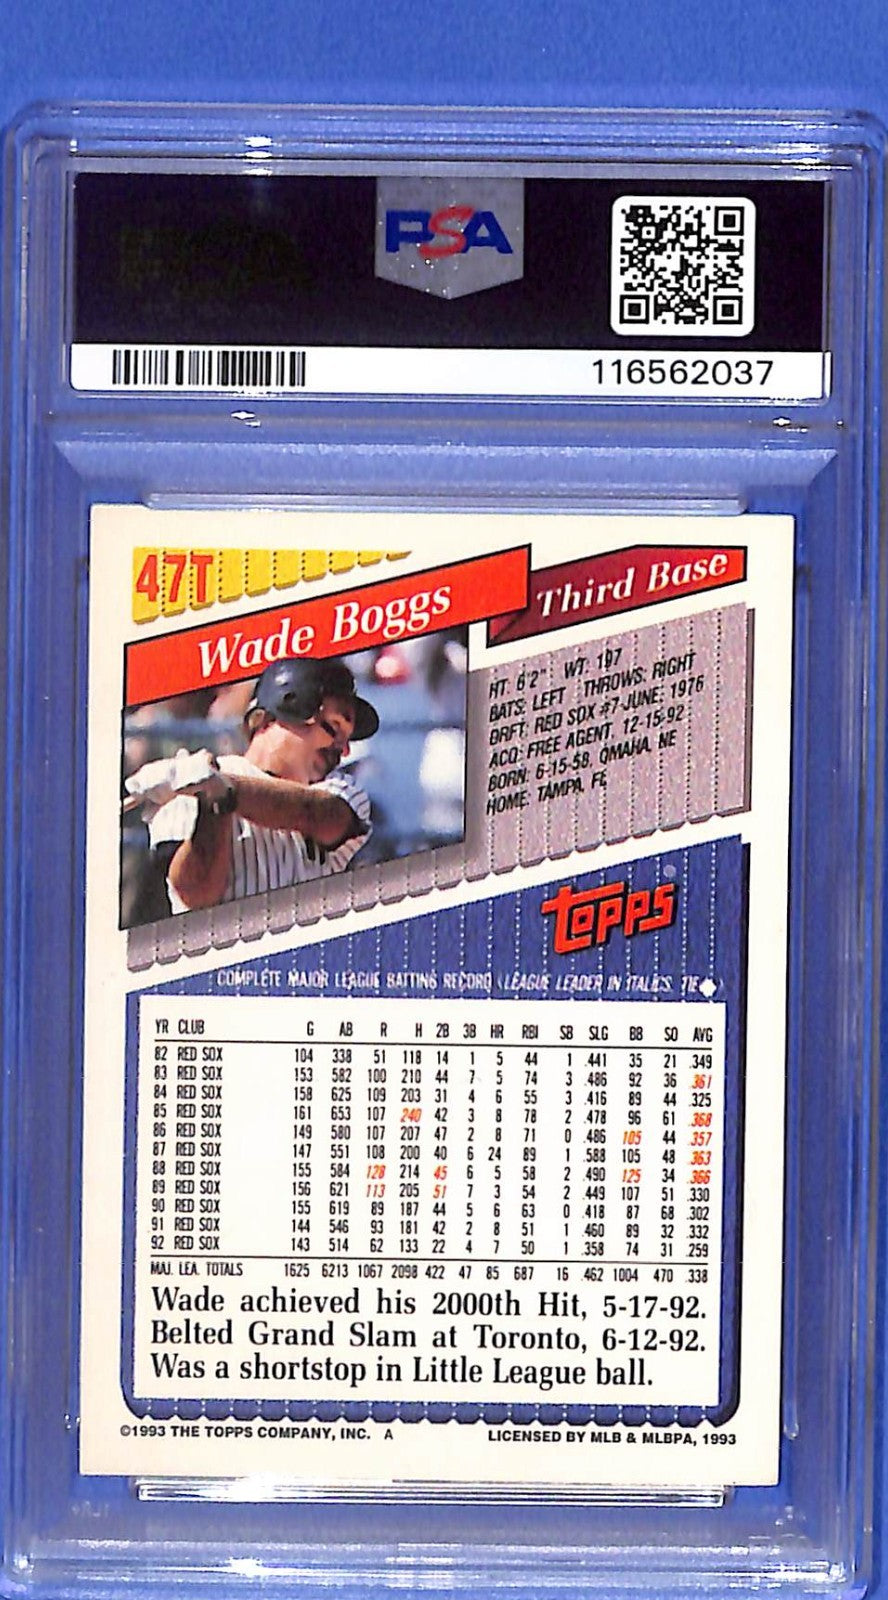 PSA
116562037
47T
Wade Boggs
Third Base
HT: 6'2" WT: 197
BATS: LEFT THROWS: RIGHT
DRFT: RED SOX #7-JUNE, 1976
ACQ: FREE AGENT, 12-15-92
BORN: 6-15-58, OMAHA, NE
HOME: TAMPA, FL
TOPPS
COMPLETE MAJOR LEAGUE BATTING RECORD (LEAGUE LEADER IN ITALICS, TIE◆)
YR CLUB G AB R H 2B 3B HR RBI SB SLG BB SO AVG
82 RED SOX 104 338 51 118 14 1 5 44 1 .441 35 21 .349
83 RED SOX 153 582 100 210 44 7 5 74 3 .486 92 36 .361
84 RED SOX 158 625 109 203 31 4 6 55 3 .416 89 44 .325
85 RED SOX 161 653 107 240 42 3 8 78 2 .478 96 61 .368
86 RED SOX 149 580 107 207 47 2 8 71 0 .486 105 44 .357
87 RED SOX 147 551 108 200 40 6 24 89 1 .588 105 48 .363
88 RED SOX 155 584 128 214 45 6 5 58 2 .490 125 34 .366
89 RED SOX 156 621 113 205 51 7 3 54 2 .449 107 51 .330
90 RED SOX 155 619 89 187 44 5 6 63 0 .418 87 68 .302
91 RED SOX 144 546 93 181 42 2 8 51 1 .460 89 32 .332
92 RED SOX 143 514 62 133 22 4 7 50 1 .358 74 31 .259
MAJ. LEA. TOTALS 1625 6213 1067 2098 422 47 85 687 16 .462 1004 470 .338
Wade achieved his 2000th Hit, 5-17-92.
Belted Grand Slam at Toronto, 6-12-92.
Was a shortstop in Little League ball.
©1993 THE TOPPS COMPANY, INC. A LICENSED BY MLB & MLBPA, 1993